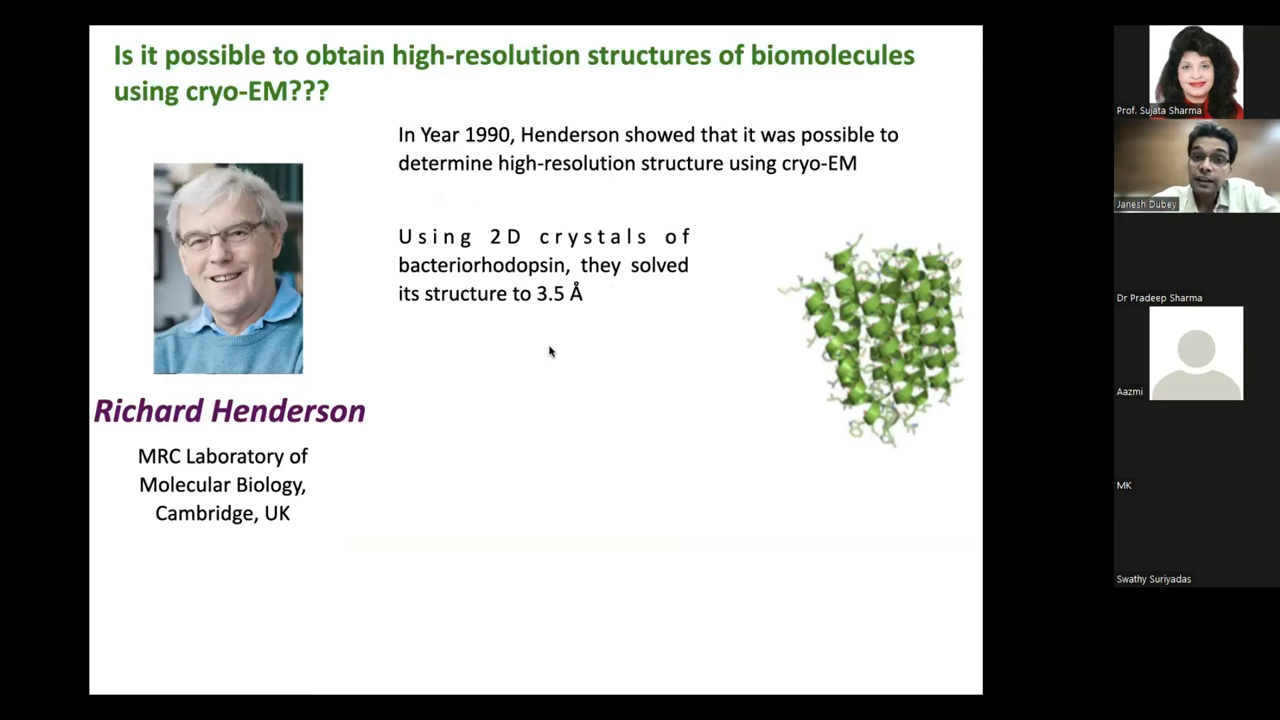 Is it possible to obtain high-resolution structures of biomolecules
using cryo-EM???
In Year 1990, Henderson showed that it was possible to
determine high-resolution structure using cryo-EM
Using 2D crystals of
bacteriorhodopsin, they solved
its structure to 3.5 Å
Richard Henderson
MRC Laboratory of
Molecular Biology,
Cambridge, UK
Prof. Sujata Sharma
Janesh Dubey
Dr Pradeep Sharma
Aazmi
MK
Swathy Suriyadas